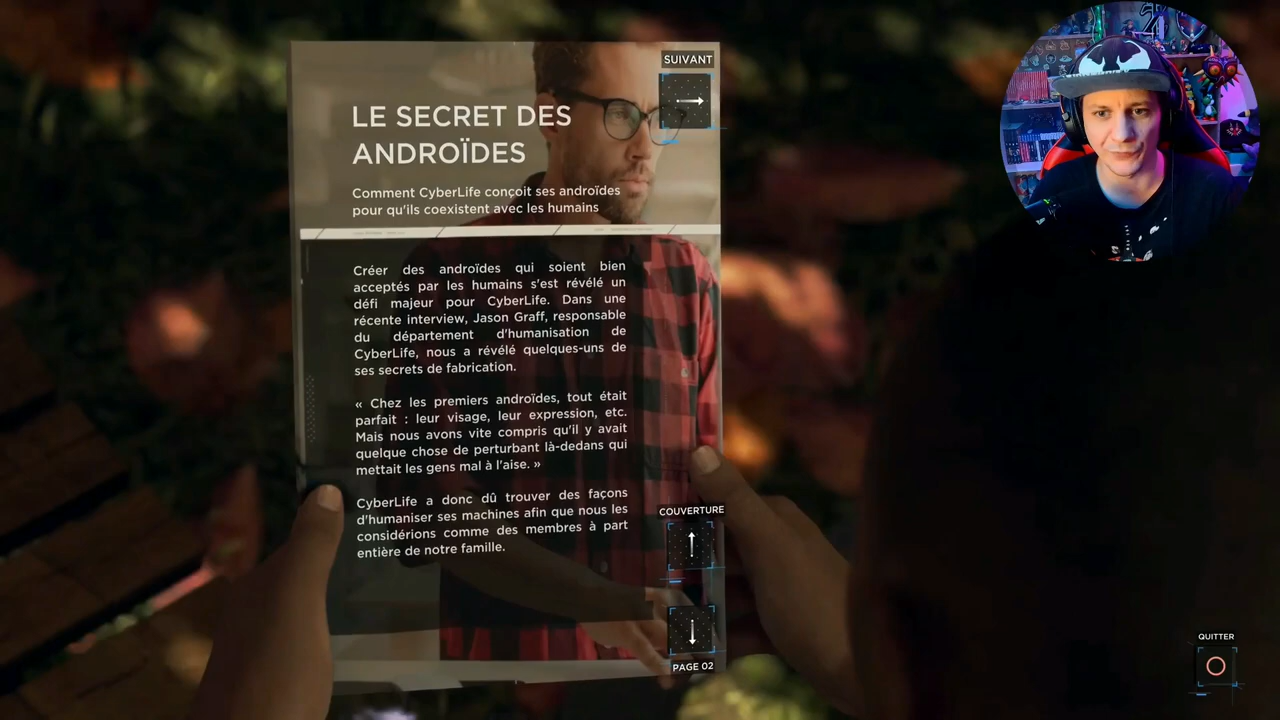 SUIVANT
LE SECRET DES
ANDROÏDES
Comment CyberLife conçoit ses androïdes
pour qu'ils coexistent avec les humains
Créer des androïdes qui soient bien
acceptés par les humains s'est révélé un
défi majeur pour CyberLife. Dans une
récente interview, Jason Graff, responsable
du département d'humanisation de
CyberLife, nous a révélé quelques-uns de
ses secrets de fabrication.
« Chez les premiers androïdes, tout était
parfait : leur visage, leur expression, etc.
Mais nous avons vite compris qu'il y avait
quelque chose de perturbant là-dedans qui
mettait les gens mal à l'aise. »
CyberLife a donc dû trouver des façons
d'humaniser ses machines afin que nous les
considérions comme des membres à part
entière de notre famille.
COUVERTURE
PAGE 02
QUITTER